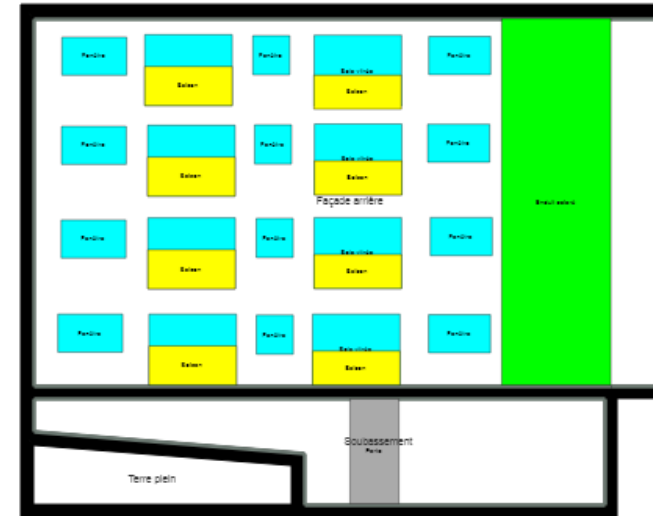 Fenêtre
Fenêtre
Fenêtre
Baie vitrée
Balcon
Balcon
Fenêtre
Fenêtre
Fenêtre
Baie vitrée
Balcon
Balcon
Façade arrière
Enduit coloré
Fenêtre
Fenêtre
Fenêtre
Baie vitrée
Balcon
Balcon
Fenêtre
Fenêtre
Fenêtre
Baie vitrée
Balcon
Balcon
Soubassement
Porte
Terre plein